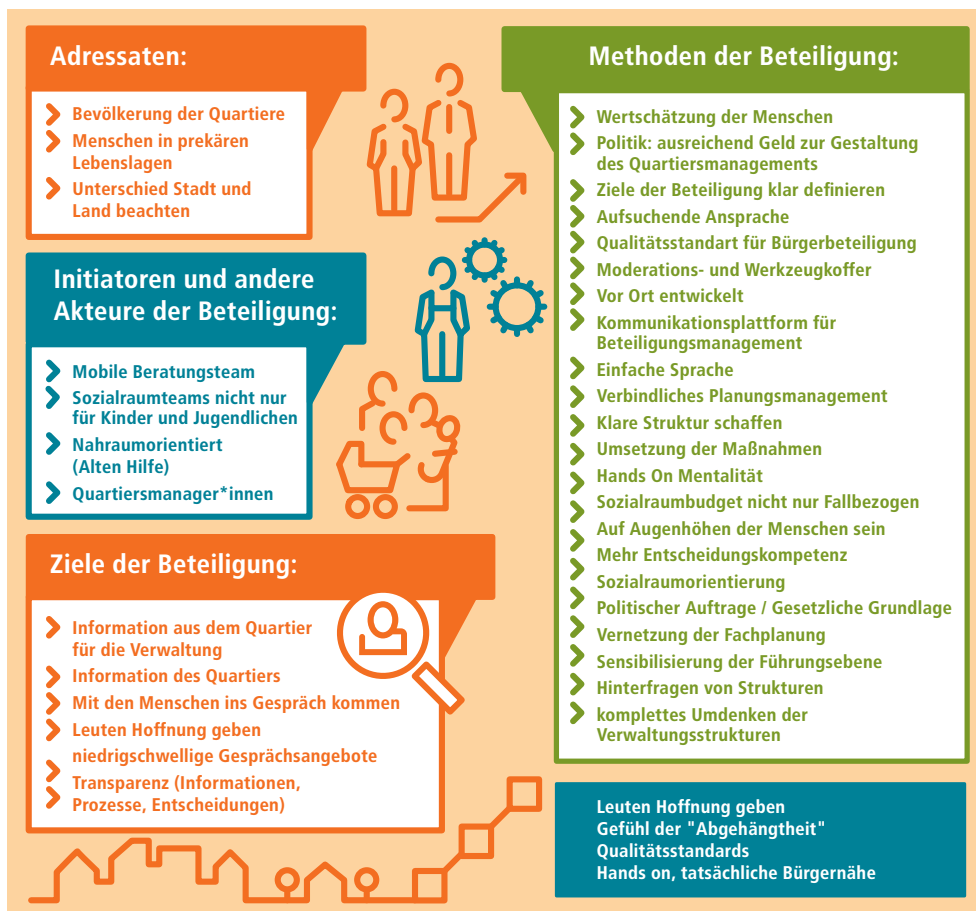 Adressaten:
Bevölkerung der Quartiere
Menschen in prekären
Lebenslagen
Unterschied Stadt und
Land beachten
Initiatoren und andere
Akteure der Beteiligung:
Mobile Beratungsteam
Sozialraumteams nicht nur
für Kinder und Jugendlichen
Nahraumorientiert
(Alten Hilfe)
Quartiersmanager*innen
Ziele der Beteiligung:
Information aus dem Quartier
für die Verwaltung
Information des Quartiers
Mit den Menschen ins Gespräch kommen
Leuten Hoffnung geben
niedrigschwellige Gesprächsangebote
Transparenz (Informationen,
Prozesse, Entscheidungen)
Methoden der Beteiligung:
Wertschätzung der Menschen
Politik: ausreichend Geld zur Gestaltung
des Quartiersmanagements
Ziele der Beteiligung klar definieren
Aufsuchende Ansprache
Qualitätsstandart für Bürgerbeteiligung
Moderations- und Werkzeugkoffer
Vor Ort entwickelt
Kommunikationsplattform für
Beteiligungsmanagement
Einfache Sprache
Verbindliches Planungsmanagement
Klare Struktur schaffen
Umsetzung der Maßnahmen
Hands On Mentalität
Sozialraumbudget nicht nur Fallbezogen
Auf Augenhöhen der Menschen sein
Mehr Entscheidungskompetenz
Sozialraumorientierung
Politischer Auftrage / Gesetzliche Grundlage
Vernetzung der Fachplanung
Sensibilisierung der Führungsebene
Hinterfragen von Strukturen
komplettes Umdenken der
Verwaltungsstrukturen
Leuten Hoffnung geben
Gefühl der "Abgehängtheit"
Qualitätsstandards
Hands on, tatsächliche Bürgernähe